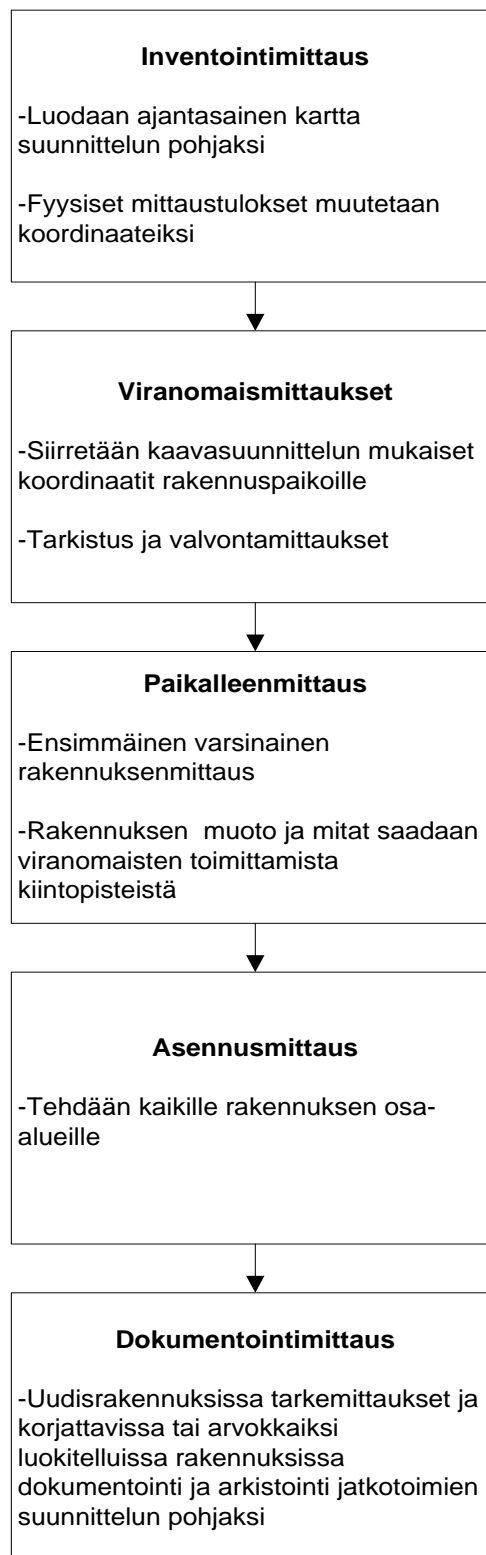 Inventointimittaus
-Luodaan ajantasainen kartta
suunnittelun pohjaksi
-Fyysiset mittaustulokset muutetaan
koordinaateiksi
Viranomaismittaukset
-Siirretään kaavasuunnittelun mukaiset
koordinaatit rakennuspaikoille
-Tarkistus ja valvontamittaukset
Paikalleenmittaus
-Ensimmäinen varsinainen
rakennuksenmittaus
-Rakennuksen  muoto ja mitat saadaan
viranomaisten toimittamista
kiintopisteistä
Asennusmittaus
-Tehdään kaikille rakennuksen osa-
alueille
Dokumentointimittaus
-Uudisrakennuksissa tarkemittaukset ja
korjattavissa tai arvokkaiksi
luokitelluissa rakennuksissa
dokumentointi ja arkistointi jatkotoimien
suunnittelun pohjaksi